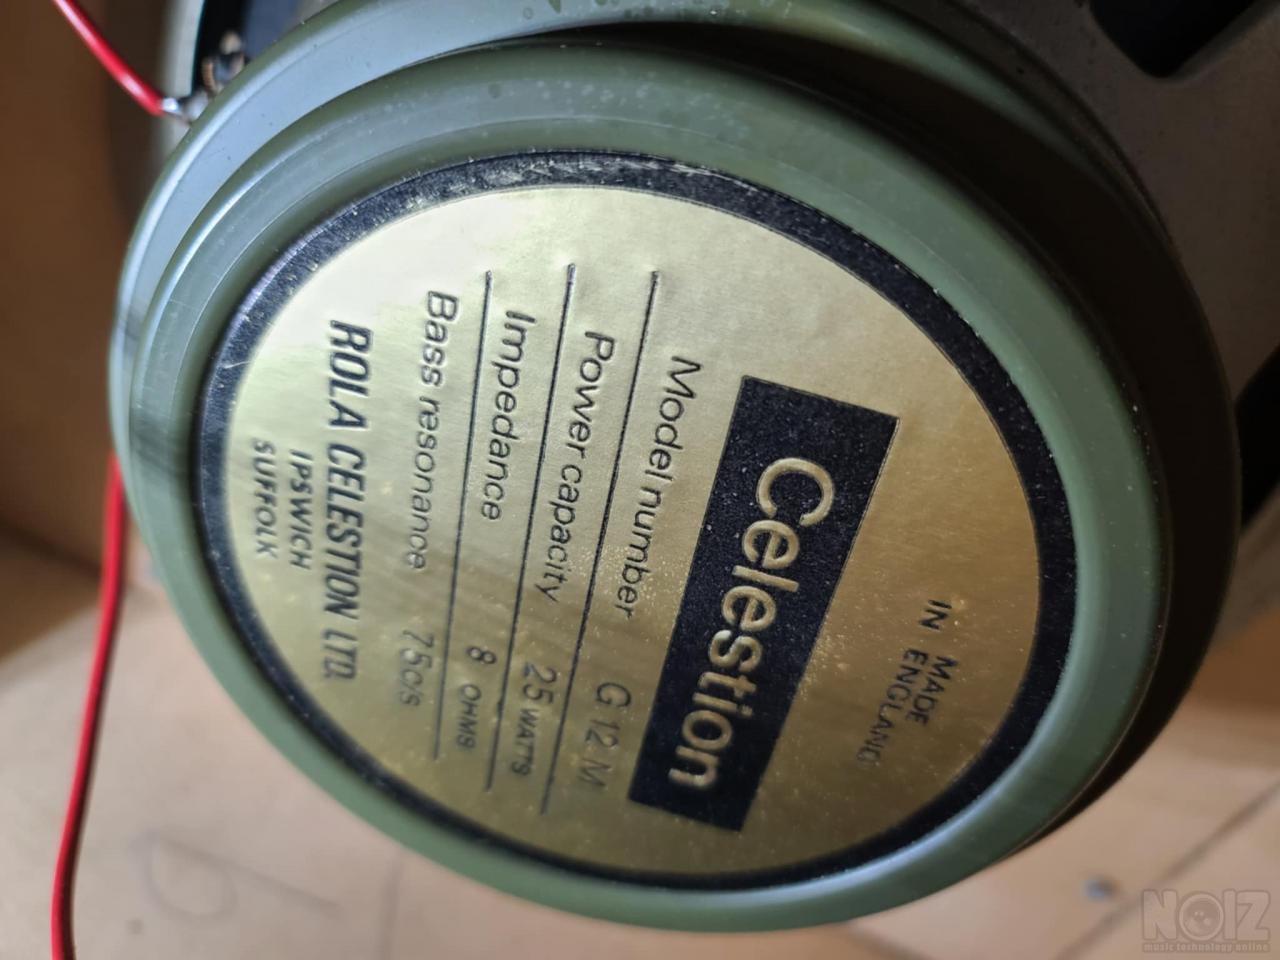 MADE
IN ENGLAND
Celestion
Model number G12M
Power capacity 25 WATTS
Impedance 8 OHMS
Bass resonance 75c/s
ROLA CELESTION LTD.
IPSWICH
SUFFOLK
NOIZ
music technology online